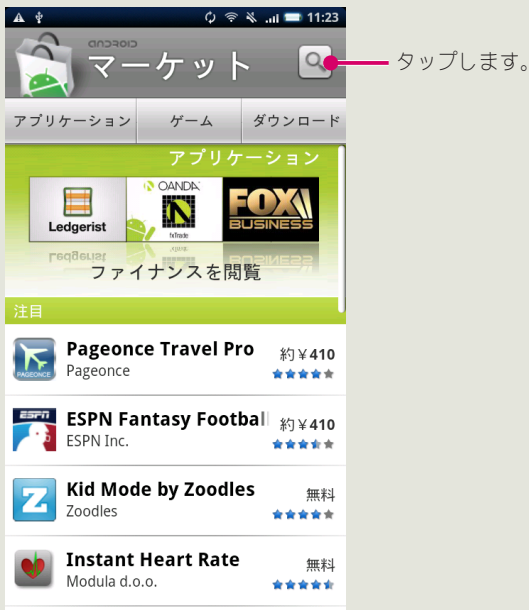 11:23
ANDROID
マーケット
タップします。
アプリケーション ゲーム ダウンロード
アプリケーション
Ledgerist
OANDA
fxTrade
FOX
BUSINESS
ファイナンスを閲覧
注目
Pageonce Travel Pro 約¥410
Pageonce
PAGEONCE
ESPN
ESPN Fantasy Football 約¥410
ESPN Inc.
Z
Kid Mode by Zoodles 無料
Zoodles
Instant Heart Rate 無料
Modula d.o.o.